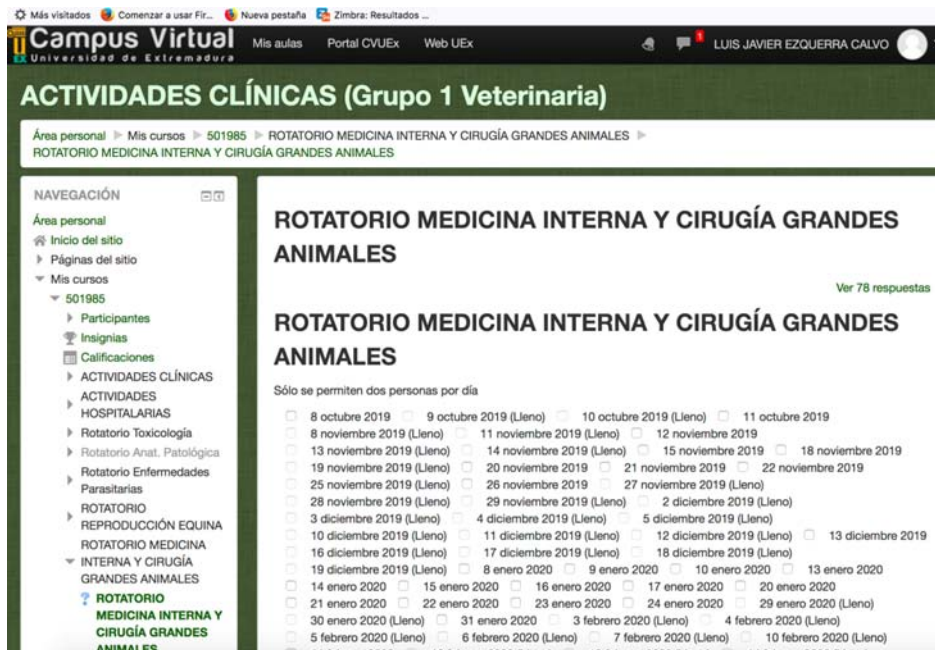 Más visitados Comenzar a usar Fir... Nueva pestaña Zimbra: Resultados ...
Campus Virtual Mis aulas Portal CVUEx Web UEx 1 LUIS JAVIER EZQUERRA CALVO
Universidad de Extremadura
ACTIVIDADES CLÍNICAS (Grupo 1 Veterinaria)
Área personal Mis cursos 501985 ROTATORIO MEDICINA INTERNA Y CIRUGÍA GRANDES ANIMALES
ROTATORIO MEDICINA INTERNA Y CIRUGÍA GRANDES ANIMALES
NAVEGACIÓN
Área personal
Inicio del sitio
Páginas del sitio
Mis cursos
501985
Participantes
Insignias
Calificaciones
ACTIVIDADES CLÍNICAS
ACTIVIDADES
HOSPITALARIAS
Rotatorio Toxicología
Rotatorio Anat. Patológica
Rotatorio Enfermedades
Parasitarias
ROTATORIO
REPRODUCCIÓN EQUINA
ROTATORIO MEDICINA
INTERNA Y CIRUGÍA
GRANDES ANIMALES
ROTATORIO
MEDICINA INTERNA Y
CIRUGÍA GRANDES
ANIMALES
ROTATORIO MEDICINA INTERNA Y CIRUGÍA GRANDES
ANIMALES
Ver 78 respuestas
ROTATORIO MEDICINA INTERNA Y CIRUGÍA GRANDES
ANIMALES
Sólo se permiten dos personas por día
8 octubre 2019 9 octubre 2019 (Lleno) 10 octubre 2019 (Lleno) 11 octubre 2019
8 noviembre 2019 (Lleno) 11 noviembre 2019 (Lleno) 12 noviembre 2019
13 noviembre 2019 (Lleno) 14 noviembre 2019 (Lleno) 15 noviembre 2019 18 noviembre 2019
19 noviembre 2019 (Lleno) 20 noviembre 2019 21 noviembre 2019 22 noviembre 2019
25 noviembre 2019 (Lleno) 26 noviembre 2019 27 noviembre 2019 (Lleno)
28 noviembre 2019 (Lleno) 29 noviembre 2019 (Lleno) 2 diciembre 2019 (Lleno)
3 diciembre 2019 (Lleno) 4 diciembre 2019 (Lleno) 5 diciembre 2019 (Lleno)
10 diciembre 2019 (Lleno) 11 diciembre 2019 (Lleno) 12 diciembre 2019 (Lleno) 13 diciembre 2019
16 diciembre 2019 (Lleno) 17 diciembre 2019 (Lleno) 18 diciembre 2019 (Lleno)
19 diciembre 2019 (Lleno) 8 enero 2020 9 enero 2020 10 enero 2020 13 enero 2020
14 enero 2020 15 enero 2020 16 enero 2020 17 enero 2020 20 enero 2020
21 enero 2020 22 enero 2020 23 enero 2020 24 enero 2020 29 enero 2020 (Lleno)
30 enero 2020 (Lleno) 31 enero 2020 3 febrero 2020 (Lleno) 4 febrero 2020 (Lleno)
5 febrero 2020 (Lleno) 6 febrero 2020 (Lleno) 7 febrero 2020 (Lleno) 10 febrero 2020 (Lleno)